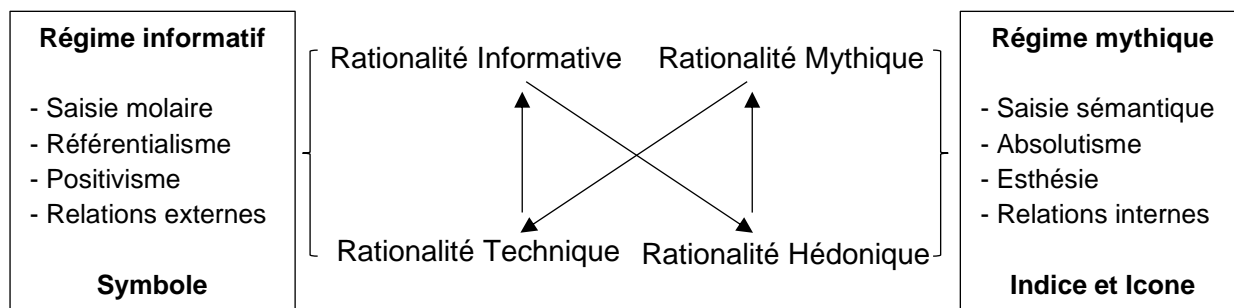 Régime informatif
- Saisie molaire
- Référentialisme
- Positivisme
- Relations externes
Symbole
Rationalité Informative
Rationalité Mythique
Rationalité Technique
Rationalité Hédonique
Régime mythique
- Saisie sémantique
- Absolutisme
- Esthésie
- Relations internes
Indice et Icone